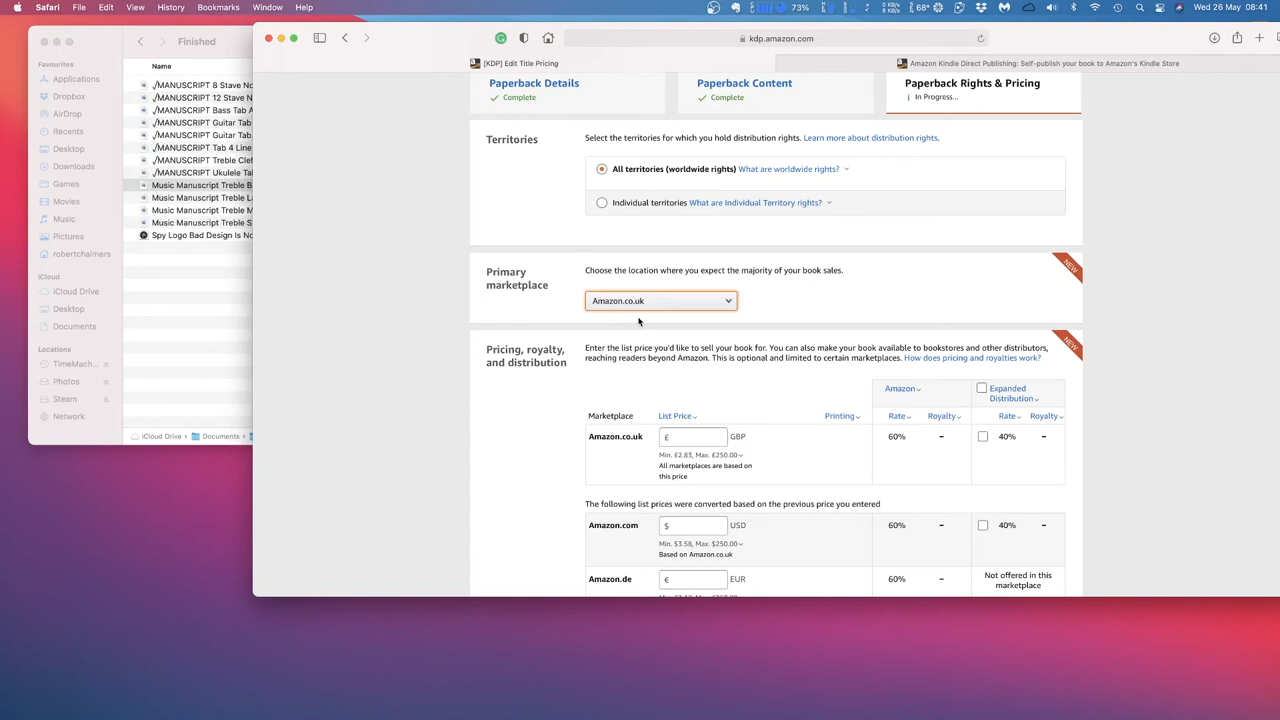 Safari File Edit View History Bookmarks Window Help 73% 0 KB 0 KB 68° Wed 26 May 08:41
Finished
kdp.amazon.com
[KDP] Edit Title Pricing
Amazon Kindle Direct Publishing: Self-publish your book to Amazon's Kindle Store
Favourites
Applications
Dropbox
AirDrop
Recents
Desktop
Downloads
Games
Movies
Music
Pictures
robertchalmers
iCloud
iCloud Drive
Desktop
Documents
Locations
TimeMach...
Photos
Steam
Network
Name
√MANUSCRIPT 8 Stave No
√MANUSCRIPT 12 Stave N
√MANUSCRIPT Bass Tab A
√MANUSCRIPT Guitar Tab
√MANUSCRIPT Guitar Tab.
√MANUSCRIPT Tab 4 Line
√MANUSCRIPT Treble Clef
√MANUSCRIPT Ukulele Tab
Music Manuscript Treble B
Music Manuscript Treble L
Music Manuscript Treble M
Music Manuscript Treble S
Spy Logo Bad Design Is No
iCloud Drive › Documents ›
Paperback Details
Complete
Paperback Content
Complete
Paperback Rights & Pricing
In Progress...
Territories
Select the territories for which you hold distribution rights. Learn more about distribution rights.
All territories (worldwide rights) What are worldwide rights?
Individual territories What are Individual Territory rights?
Primary
marketplace
Choose the location where you expect the majority of your book sales.
NEW
Amazon.co.uk
Pricing, royalty,
and distribution
Enter the list price you'd like to sell your book for. You can also make your book available to bookstores and other distributors,
reaching readers beyond Amazon. This is optional and limited to certain marketplaces. How does pricing and royalties work?
NEW
Amazon
Expanded
Distribution
Marketplace List Price Printing Rate Royalty Rate Royalty
Amazon.co.uk £ GBP 60% – 40% –
Min. £2.83, Max. £250.00
All marketplaces are based on
this price
The following list prices were converted based on the previous price you entered
Amazon.com $ USD 60% – 40% –
Min. $3.58, Max. $250.00
Based on Amazon.co.uk
Amazon.de € EUR 60% – Not offered in this
marketplace